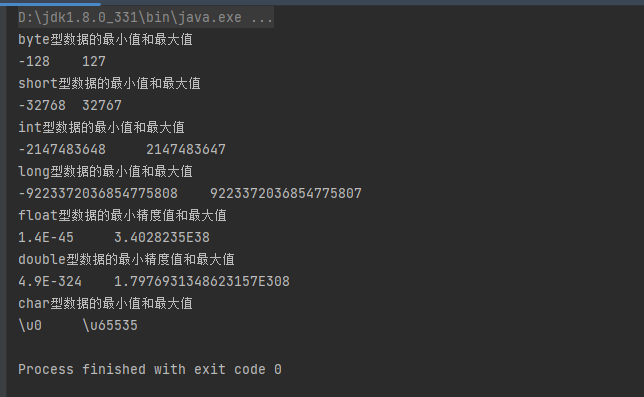 D:\jdk1.8.0_331\bin\java.exe ...
byte型数据的最小值和最大值
-128    127
short型数据的最小值和最大值
-32768  32767
int型数据的最小值和最大值
-2147483648     2147483647
long型数据的最小值和最大值
-9223372036854775808    9223372036854775807
float型数据的最小精度值和最大值
1.4E-45     3.4028235E38
double型数据的最小精度值和最大值
4.9E-324    1.7976931348623157E308
char型数据的最小值和最大值
\u0     \u65535
Process finished with exit code 0